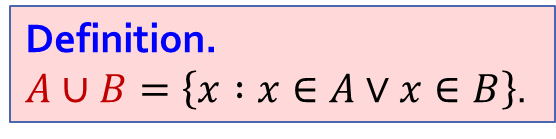 Definition.
A ∪ B = {x : x ∈ A ∨ x ∈ B}.